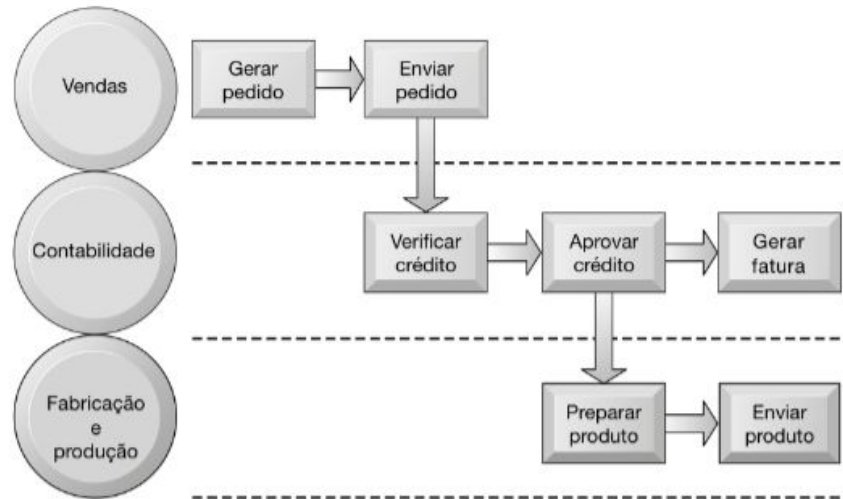 Vendas
Gerar
pedido
Enviar
pedido
Contabilidade
Verificar
crédito
Aprovar
crédito
Gerar
fatura
Fabricação
e
produção
Preparar
produto
Enviar
produto